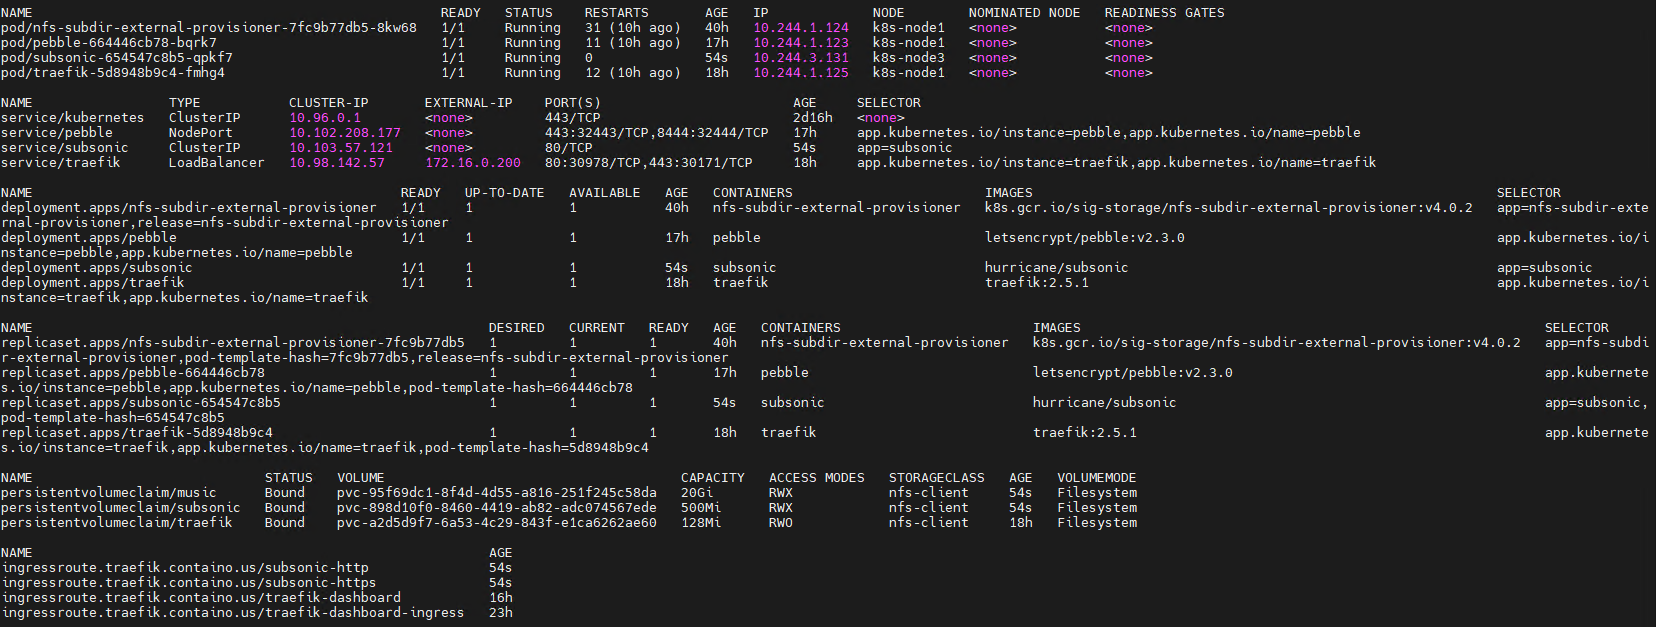 NAME READY STATUS RESTARTS AGE IP NODE NOMINATED NODE READINESS GATES
pod/nfs-subdir-external-provisioner-7fc9b77db5-8kw68 1/1 Running 31 (10h ago) 40h 10.244.1.124 k8s-node1 <none> <none>
pod/pebble-664446cb78-bqrk7 1/1 Running 11 (10h ago) 17h 10.244.1.123 k8s-node1 <none> <none>
pod/subsonic-654547c8b5-qpkf7 1/1 Running 0 54s 10.244.3.131 k8s-node3 <none> <none>
pod/traefik-5d8948b9c4-fmhg4 1/1 Running 12 (10h ago) 18h 10.244.1.125 k8s-node1 <none> <none>
NAME TYPE CLUSTER-IP EXTERNAL-IP PORT(S) AGE SELECTOR
service/kubernetes ClusterIP 10.96.0.1 <none> 443/TCP 2d16h <none>
service/pebble NodePort 10.102.208.177 <none> 443:32443/TCP,8444:32444/TCP 17h app.kubernetes.io/instance=pebble,app.kubernetes.io/name=pebble
service/subsonic ClusterIP 10.103.57.121 <none> 80/TCP 54s app=subsonic
service/traefik LoadBalancer 10.98.142.57 172.16.0.200 80:30978/TCP,443:30171/TCP 18h app.kubernetes.io/instance=traefik,app.kubernetes.io/name=traefik
NAME READY UP-TO-DATE AVAILABLE AGE CONTAINERS IMAGES SELECTOR
deployment.apps/nfs-subdir-external-provisioner 1/1 1 1 40h nfs-subdir-external-provisioner k8s.gcr.io/sig-storage/nfs-subdir-external-provisioner:v4.0.2 app=nfs-subdir-exte
rnal-provisioner,release=nfs-subdir-external-provisioner
deployment.apps/pebble 1/1 1 1 17h pebble letsencrypt/pebble:v2.3.0 app.kubernetes.io/i
nstance=pebble,app.kubernetes.io/name=pebble
deployment.apps/subsonic 1/1 1 1 54s subsonic hurricane/subsonic app=subsonic
deployment.apps/traefik 1/1 1 1 18h traefik traefik:2.5.1 app.kubernetes.io/i
nstance=traefik,app.kubernetes.io/name=traefik
NAME DESIRED CURRENT READY AGE CONTAINERS IMAGES SELECTOR
replicaset.apps/nfs-subdir-external-provisioner-7fc9b77db5 1 1 1 40h nfs-subdir-external-provisioner k8s.gcr.io/sig-storage/nfs-subdir-external-provisioner:v4.0.2 app=nfs-subdi
r-external-provisioner,pod-template-hash=7fc9b77db5,release=nfs-subdir-external-provisioner
replicaset.apps/pebble-664446cb78 1 1 1 17h pebble letsencrypt/pebble:v2.3.0 app.kubernete
s.io/instance=pebble,app.kubernetes.io/name=pebble,pod-template-hash=664446cb78
replicaset.apps/subsonic-654547c8b5 1 1 1 54s subsonic hurricane/subsonic app=subsonic,
pod-template-hash=654547c8b5
replicaset.apps/traefik-5d8948b9c4 1 1 1 18h traefik traefik:2.5.1 app.kubernete
s.io/instance=traefik,app.kubernetes.io/name=traefik,pod-template-hash=5d8948b9c4
NAME STATUS VOLUME CAPACITY ACCESS MODES STORAGECLASS AGE VOLUMEMODE
persistentvolumeclaim/music Bound pvc-95f69dc1-8f4d-4d55-a816-251f245c58da 20Gi RWX nfs-client 54s Filesystem
persistentvolumeclaim/subsonic Bound pvc-898d10f0-8460-4419-ab82-adc074567ede 500Mi RWX nfs-client 54s Filesystem
persistentvolumeclaim/traefik Bound pvc-a2d5d9f7-6a53-4c29-843f-e1ca6262ae60 128Mi RWO nfs-client 18h Filesystem
NAME AGE
ingressroute.traefik.containo.us/subsonic-http 54s
ingressroute.traefik.containo.us/subsonic-https 54s
ingressroute.traefik.containo.us/traefik-dashboard 16h
ingressroute.traefik.containo.us/traefik-dashboard-ingress 23h